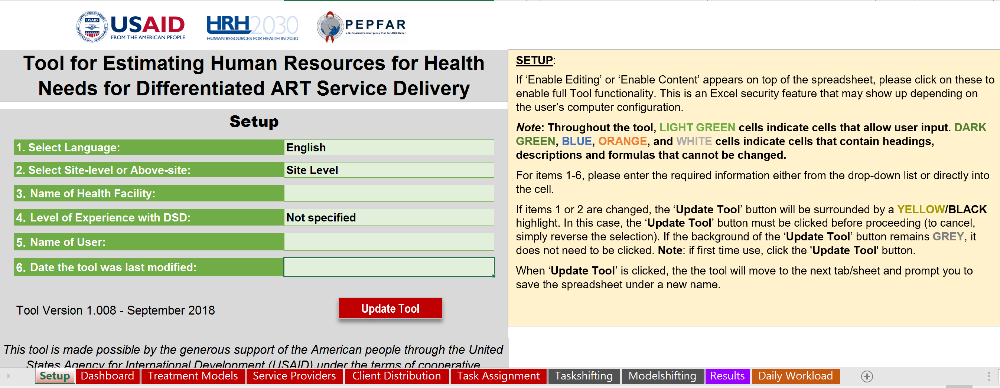 USAID
UNITED STATES AGENCY
INTERNATIONAL DEVELOPMENT
USAID
FROM THE AMERICAN PEOPLE
HRH2030
HUMAN RESOURCES FOR HEALTH IN 2030
PEPFAR
U.S. President's Emergency Plan for AIDS Relief
Tool for Estimating Human Resources for Health
Needs for Differentiated ART Service Delivery
Setup
1. Select Language: English
2. Select Site-level or Above-site: Site Level
3. Name of Health Facility:
4. Level of Experience with DSD: Not specified
5. Name of User:
6. Date the tool was last modified:
Tool Version 1.008 - September 2018
Update Tool
This tool is made possible by the generous support of the American people through the United
States Agency for International Development (USAID) under the terms of cooperative
SETUP:
If ‘Enable Editing’ or ‘Enable Content’ appears on top of the spreadsheet, please click on these to
enable full Tool functionality. This is an Excel security feature that may show up depending on
the user’s computer configuration.
Note: Throughout the tool, LIGHT GREEN cells indicate cells that allow user input. DARK
GREEN, BLUE, ORANGE, and WHITE cells indicate cells that contain headings,
descriptions and formulas that cannot be changed.
For items 1-6, please enter the required information either from the drop-down list or directly into
the cell.
If items 1 or 2 are changed, the ‘Update Tool’ button will be surrounded by a YELLOW/BLACK
highlight. In this case, the ‘Update Tool’ button must be clicked before proceeding (to cancel,
simply reverse the selection). If the background of the ‘Update Tool’ button remains GREY, it
does not need to be clicked. Note: if first time use, click the 'Update Tool' button.
When ‘Update Tool’ is clicked, the the tool will move to the next tab/sheet and prompt you to
save the spreadsheet under a new name.
Setup Dashboard Treatment Models Service Providers Client Distribution Task Assignment Taskshifting Modelshifting Results Daily Workload